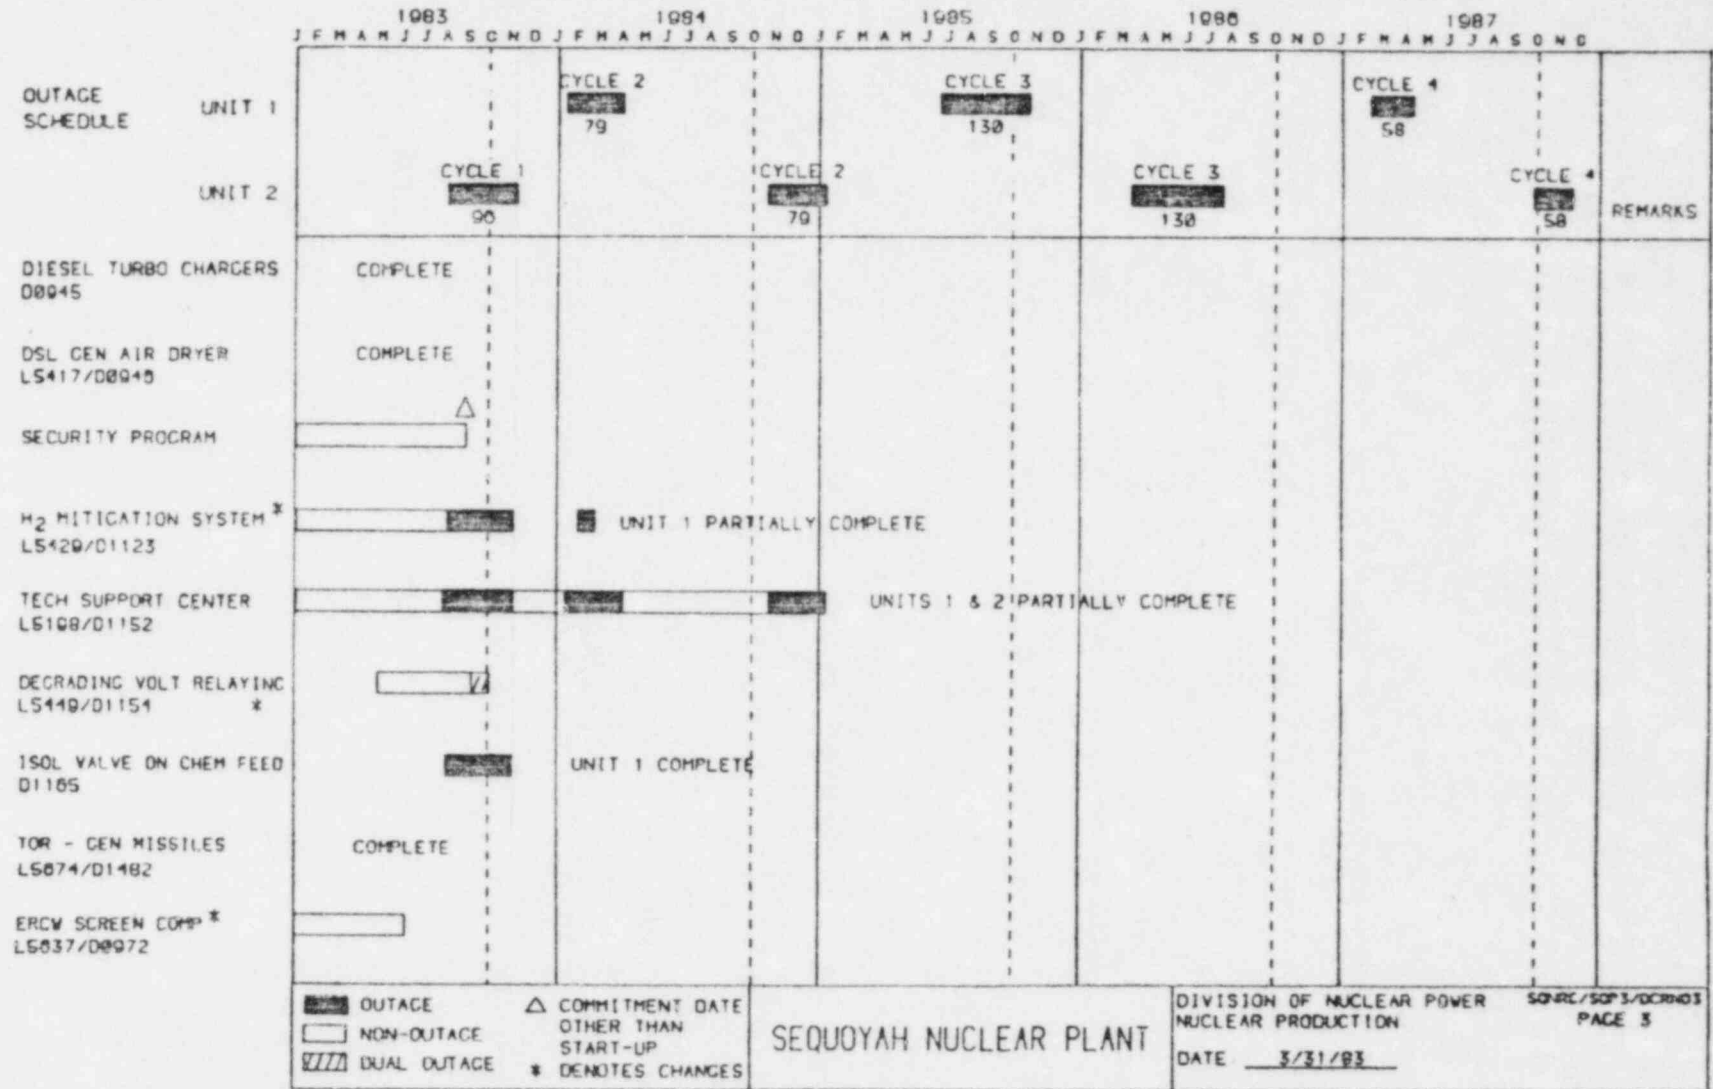 1983 1984 1985 1986 1987
J F M A M J J A S O N D J F M A M J J A S O N D J F M A M J J A S O N D J F M A M J J A S O N D J F M A M J J A S O N D
OUTAGE
SCHEDULE
UNIT 1
CYCLE 2
79
CYCLE 3
130
CYCLE 4
58
UNIT 2
CYCLE 1
90
CYCLE 2
79
CYCLE 3
130
CYCLE 4
58
REMARKS
DIESEL TURBO CHARGERS
D0945
COMPLETE
DSL GEN AIR DRYER
LS417/D0946
COMPLETE
△
SECURITY PROGRAM
H2 MITIGATION SYSTEM *
LS429/D1123
UNIT 1 PARTIALLY COMPLETE
TECH SUPPORT CENTER
LS198/D1152
UNITS 1 & 2 PARTIALLY COMPLETE
DEGRADING VOLT RELAYING
LS449/D1154 *
ISOL VALVE ON CHEM FEED
D1165
UNIT 1 COMPLETE
TOR - GEN MISSILES
LS674/D1482
COMPLETE
ERCW SCREEN COMP *
LS637/D0972
OUTAGE
NON-OUTAGE
DUAL OUTAGE
△ COMMITMENT DATE
OTHER THAN
START-UP
* DENOTES CHANGES
SEQUOYAH NUCLEAR PLANT
DIVISION OF NUCLEAR POWER
NUCLEAR PRODUCTION
DATE 3/31/83
PAGE 3